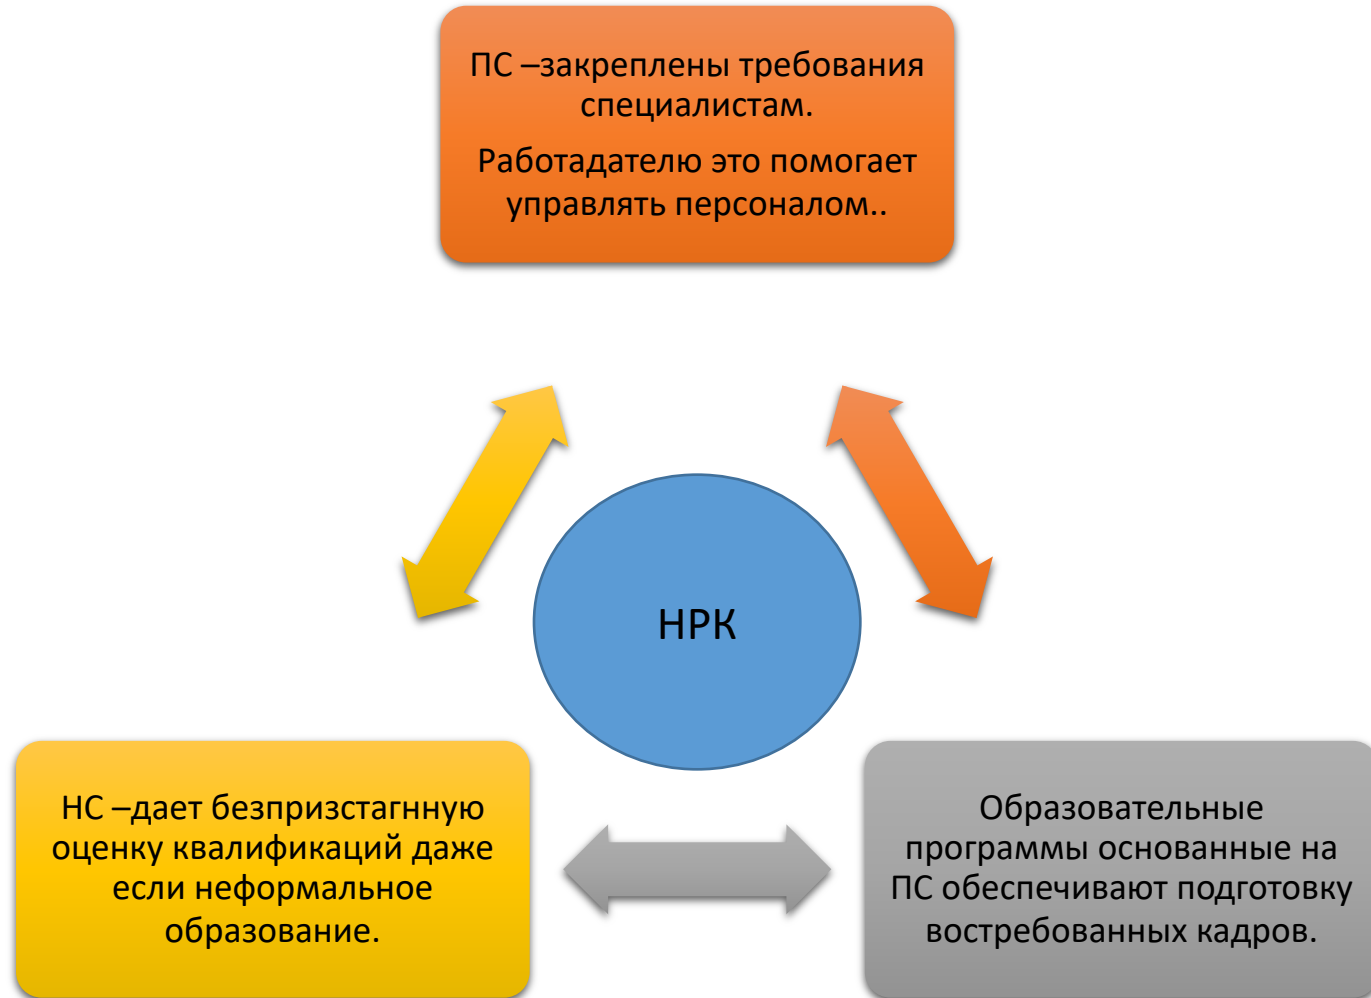 ПС –закреплены требования
специалистам.
Работадателю это помогает
управлять персоналом..
НРК
НС –дает безпризстагнную
оценку квалификаций даже
если неформальное
образование.
Образовательные
программы основанные на
ПС обеспечивают подготовку
востребованных кадров.